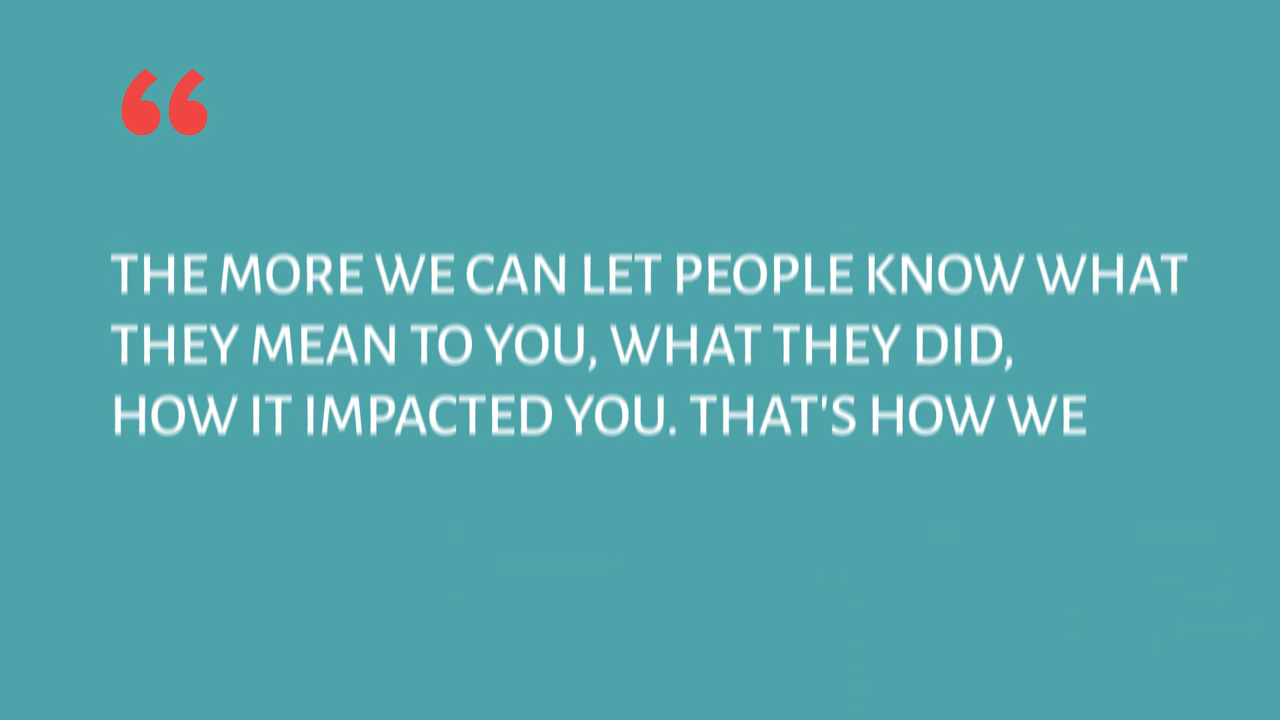 “
THE MORE WE CAN LET PEOPLE KNOW WHAT
THEY MEAN TO YOU, WHAT THEY DID,
HOW IT IMPACTED YOU. THAT'S HOW WE